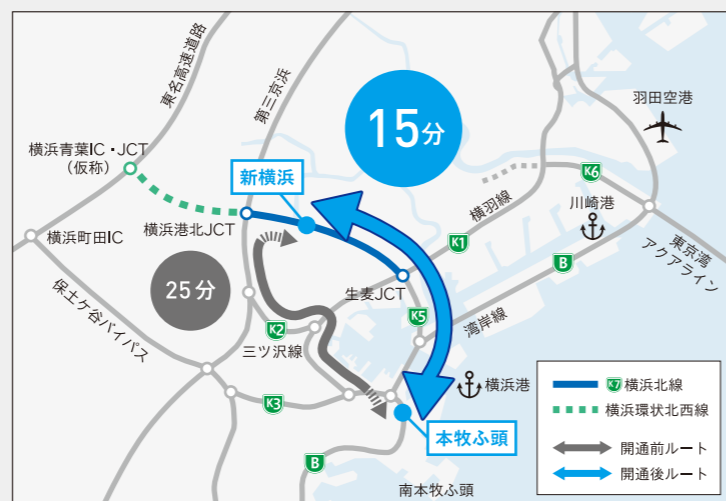 東名高速道路
第三京浜
15分
羽田空港
横浜青葉IC・JCT
(仮称)
新横浜
K6
横羽線
川崎港
横浜港北JCT
横浜町田IC
K1
B
東京湾
アクアライン
25分
生麦JCT
保土ケ谷バイパス
K5
湾岸線
K2
三ツ沢線
横浜港
K3
本牧ふ頭
B
南本牧ふ頭
K7 横浜北線
横浜環状北西線
開通前ルート
開通後ルート